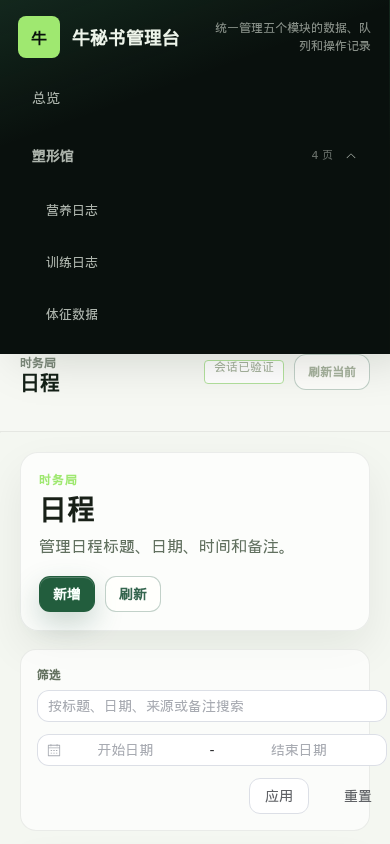 牛
牛秘书管理台
统一管理五个模块的数据、队
列和操作记录
总览
塑形馆
4 页
营养日志
训练日志
体征数据
时务局
日程
会话已验证
刷新当前
时务局
日程
管理日程标题、日期、时间和备注。
新增
刷新
筛选
按标题、日期、来源或备注搜索
开始日期 - 结束日期
应用
重置